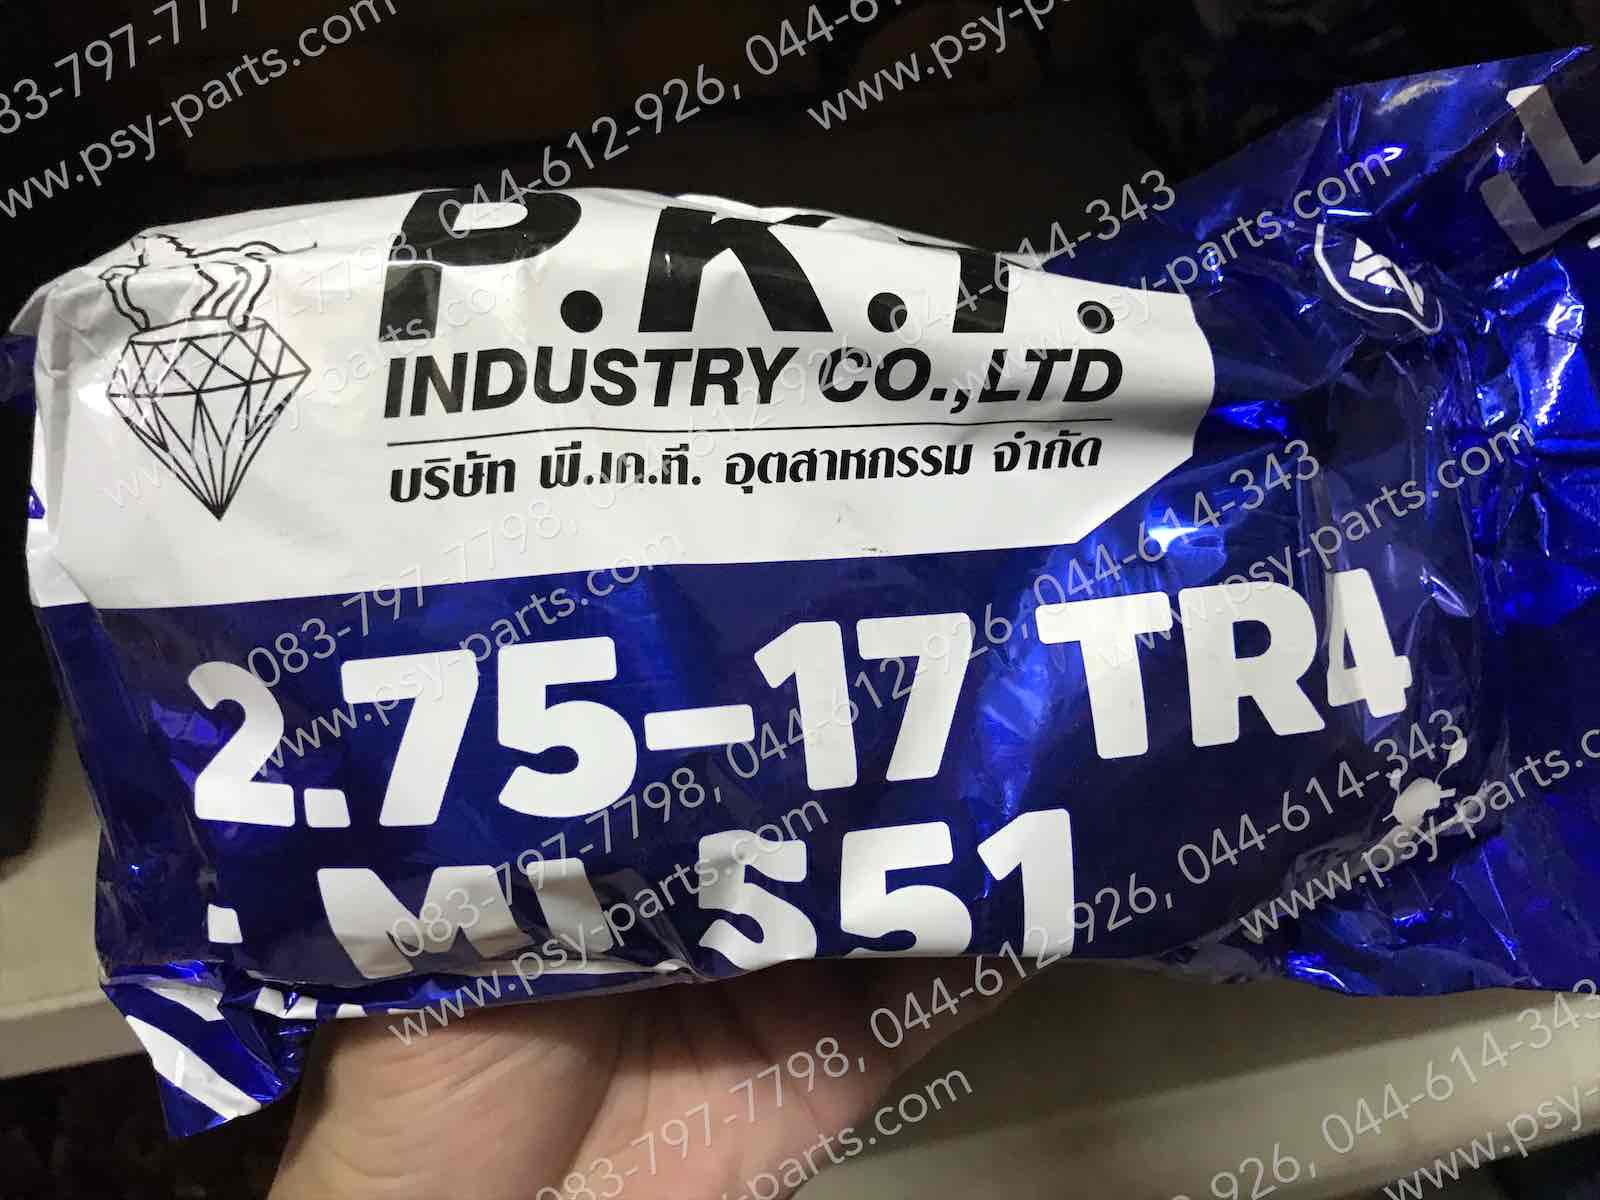 P.K.T.
INDUSTRY CO.,LTD
บริษัท พี.เค.ที. อุตสาหกรรม จำกัด
2.75-17 TR4
S51
083-797-7798, 044-612-926, 044-614-343
www.psy-parts.com